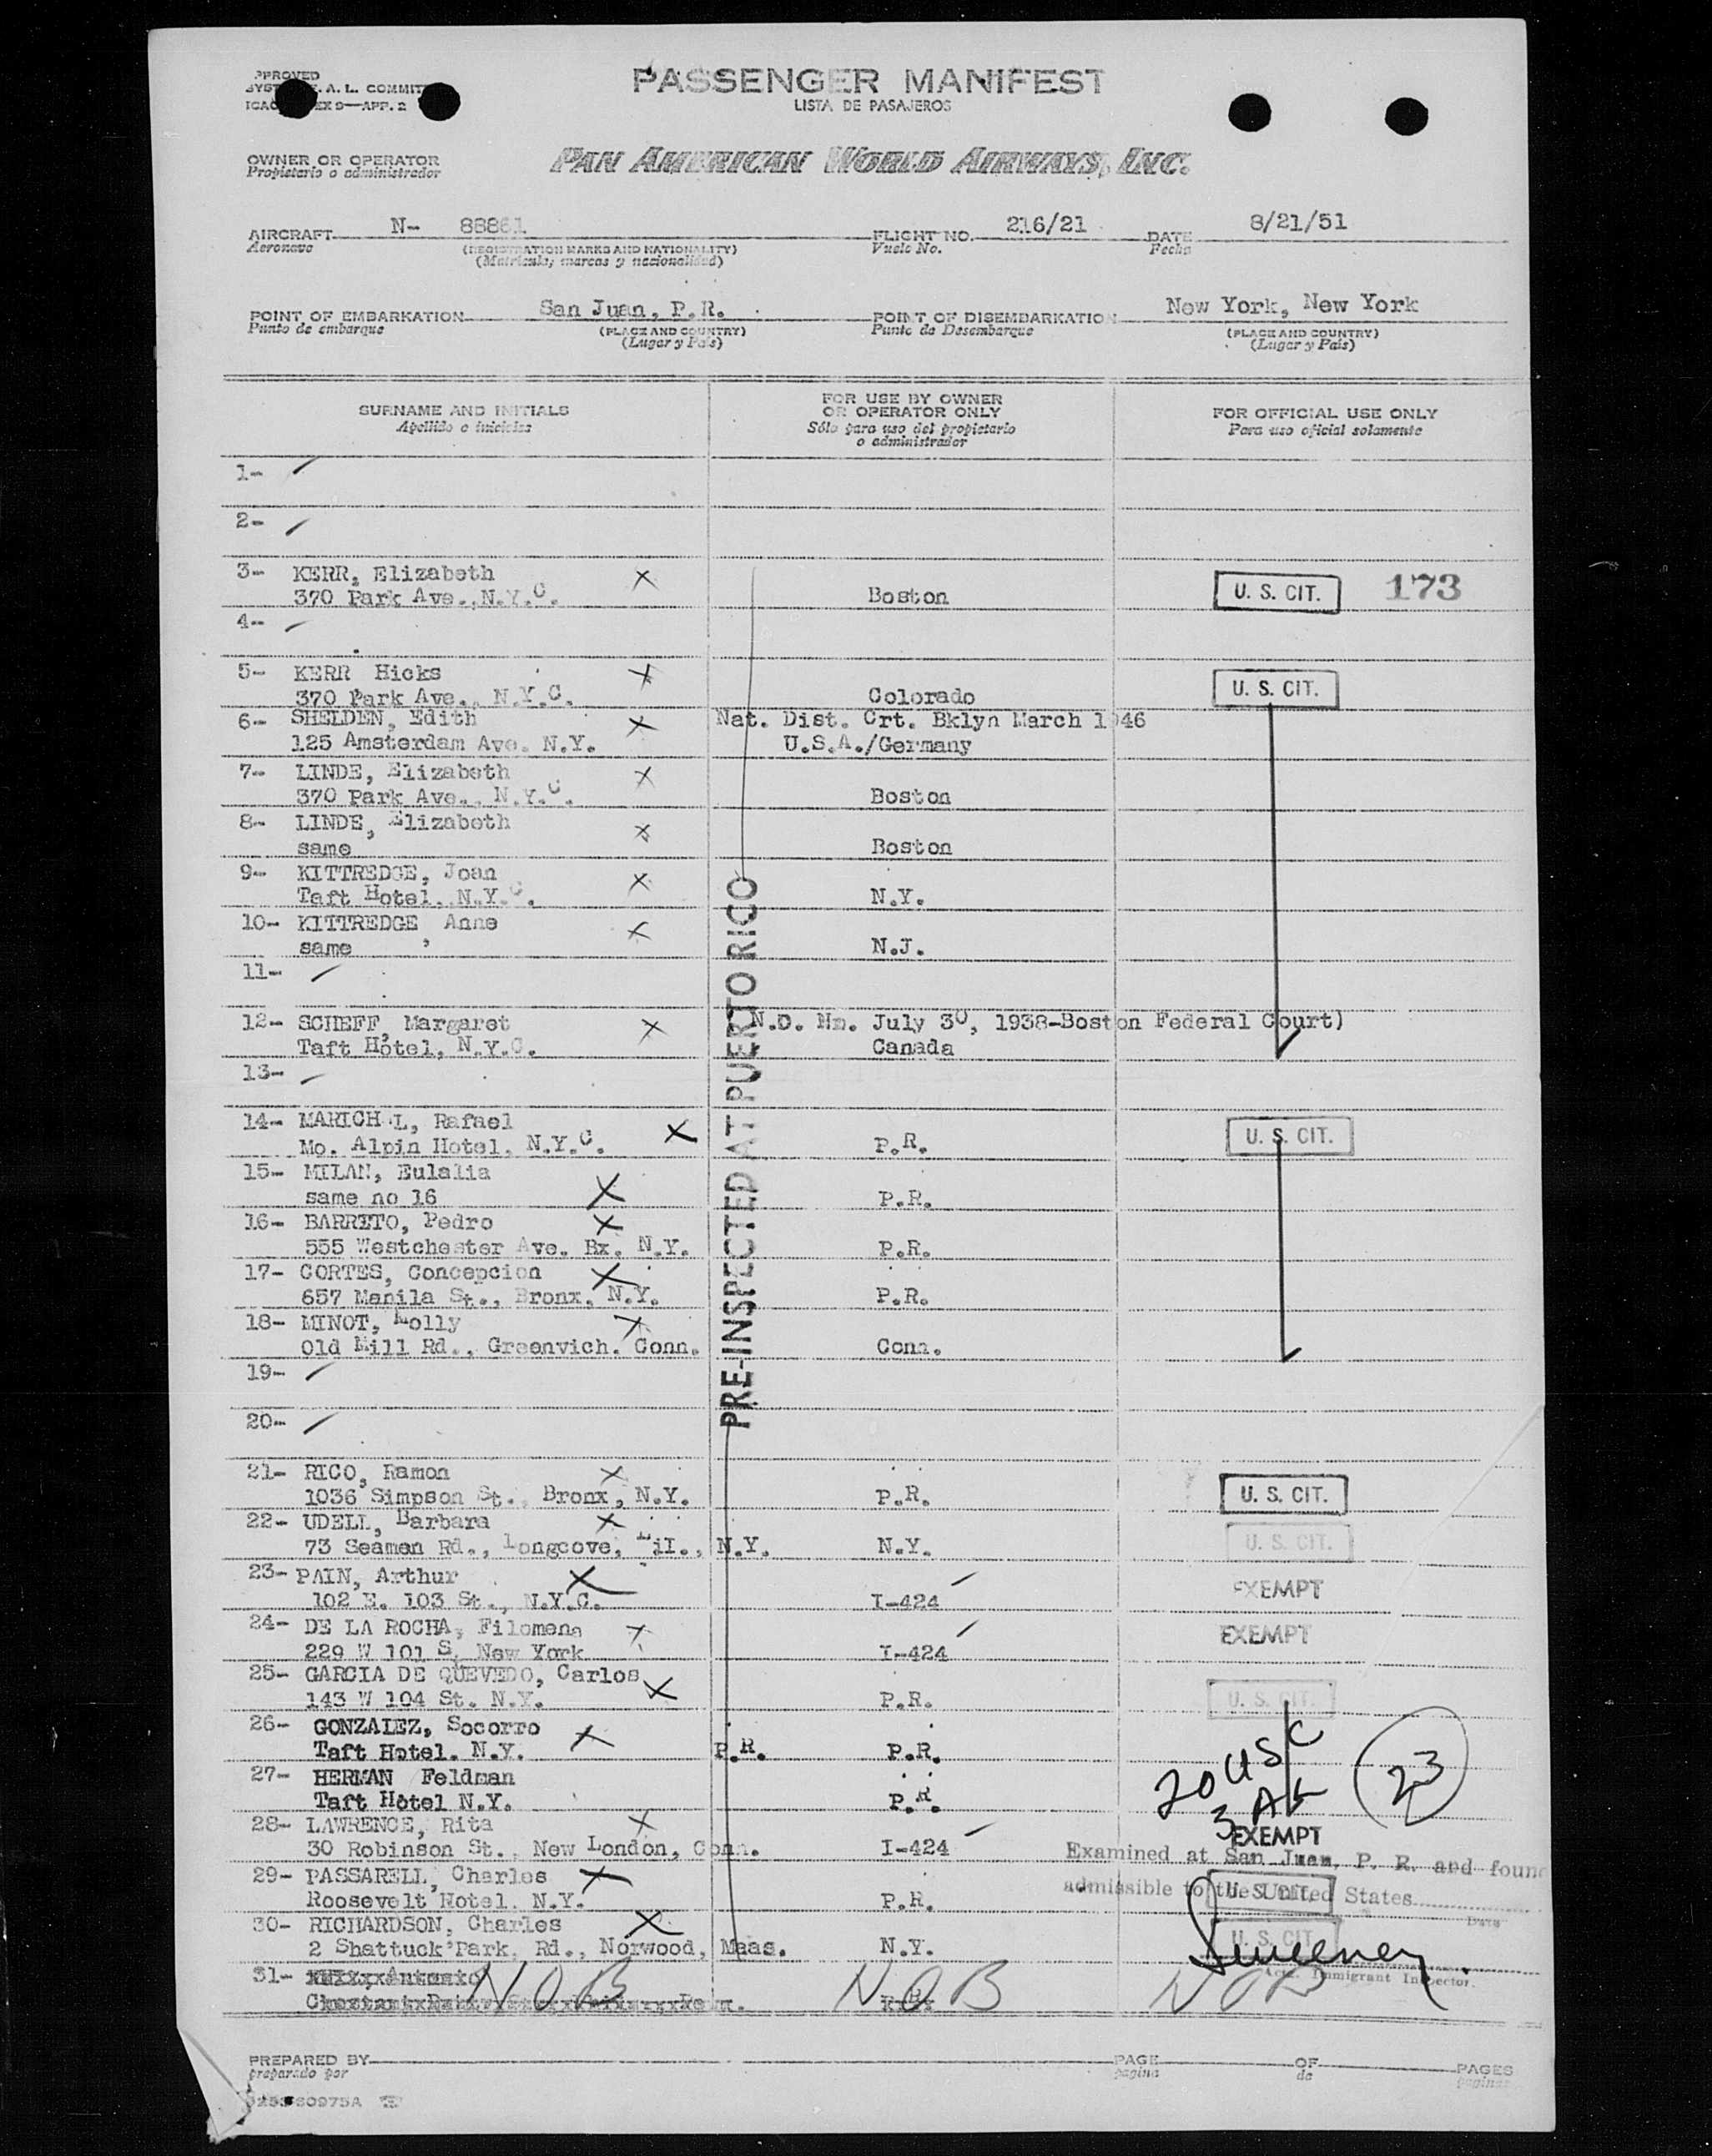 PASSENGER MANIFEST
LISTA DE PASAJEROS
PPROVED
A. L. COMMIT
EX 9—APP. 2
OWNER OR OPERATOR
Propietario o administrador
PAN AMERICAN WORLD AIRWAYS, INC.
AIRCRAFT N- 88861 FLIGHT NO. 216/21 DATE 8/21/51
Aeronave (REGISTRATION MARKS AND NATIONALITY) Vuelo No. Fecha
(Matrícula, marcas y nacionalidad)
POINT OF EMBARKATION San Juan, P.R. POINT OF DISEMBARKATION New York, New York
Punto de embarque (PLACE AND COUNTRY) Punto de Desembarque (PLACE AND COUNTRY)
(Lugar y País) (Lugar y País)
SURNAME AND INITIALS FOR USE BY OWNER OR OPERATOR ONLY FOR OFFICIAL USE ONLY
Apellido e iniciales Sólo para uso del propietario o administrador Para uso oficial solamente
1-
2-
3- KERR, Elizabeth X U. S. CIT. 173
370 Park Ave., N.Y.C. Boston
4-
5- KERR Hicks X U. S. CIT.
370 Park Ave., N.Y.C. Colorado
6- SHELDEN, Edith X Nat. Dist. Crt. Bklyn March 1946
125 Amsterdam Ave. N.Y. U.S.A./Germany
7- LINDE, Elizabeth X
370 Park Ave., N.Y.C. Boston
8- LINDE, Elizabeth X
same Boston
9- KITTREDGE, Joan X
Taft Hotel, N.Y.C. N.Y.
10- KITTREDGE, Anne X
same N.J.
11-
12- SCHEFF, Margaret X N.D. Nm. July 30, 1938-Boston Federal Court)
Taft Hotel, N.Y.C. Canada
13-
14- MARICH L, Rafael X U. S. CIT.
Mc. Alpin Hotel, N.Y.C. P.R.
15- MILAN, Eulalia X
same no 16 P.R.
16- BARRETO, Pedro X
555 Westchester Ave. Bx. N.Y. P.R.
17- CORTES, Concepcion X
657 Manila St., Bronx, N.Y. P.R.
18- MINOT, Lolly X
Old Mill Rd., Greenvich. Conn. Conn.
19-
20-
PRE-INSPECTED AT PUERTO RICO
21- RICO, Ramon X U. S. CIT.
1036 Simpson St., Bronx, N.Y. P.R.
22- UDELL, Barbara X U. S. CIT.
73 Seaman Rd., Longcove, N.Y. N.Y.
23- PAIN, Arthur X EXEMPT
102 E. 103 St., N.Y.C. I-424
24- DE LA ROCHA, Filomena X EXEMPT
229 W 101 S. New York I-424
25- GARCIA DE QUEVEDO, Carlos X U. S. CIT.
143 W 104 St. N.Y. P.R.
26- GONZALEZ, Socorro X
Taft Hotel. N.Y. P.R. P.R.
20 USC 23
27- HERMAN Feldman
Taft Hotel N.Y. P.R.
3 Al
28- LAWRENCE, Rita X EXEMPT
30 Robinson St., New London, Conn. I-424
Examined at San Juan, P. R. and foun
29- PASSARELL, Charles X U. S. CIT.
admissible to the United States
Date
Roosevelt Hotel. N.Y. P.R.
30- RICHARDSON, Charles X U. S. CIT.
2 Shattuck Park. Rd., Norwood, Mass. N.Y.
Sweeney
Immigrant Inspector.
31- Antonio NOB NOB NOB
PREPARED BY PAGE OF PAGES
preparado por página de páginas
60975A